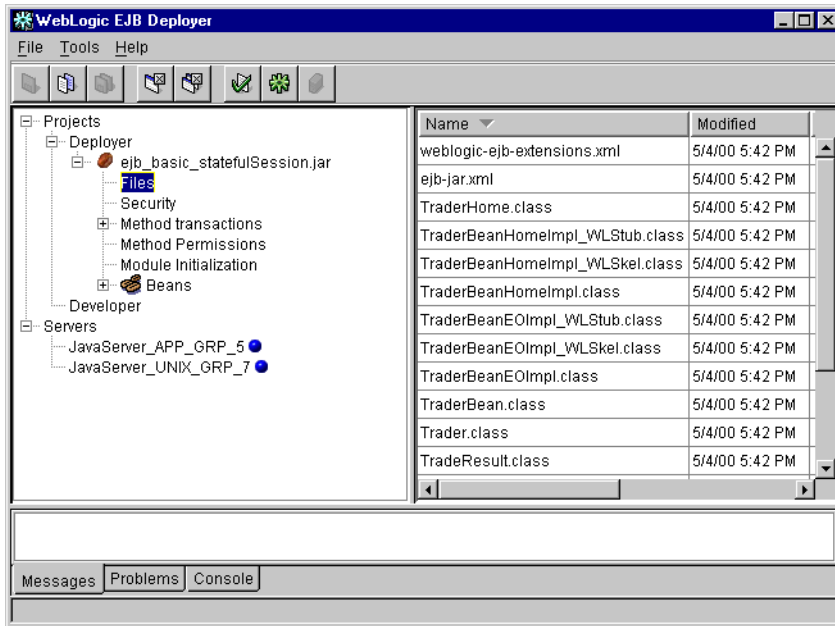 WebLogic EJB Deployer
File Tools Help
Projects
Deployer
ejb_basic_statefulSession.jar
Files
Security
Method transactions
Method Permissions
Module Initialization
Beans
Developer
Servers
JavaServer_APP_GRP_5
JavaServer_UNIX_GRP_7
Name Modified
weblogic-ejb-extensions.xml 5/4/00 5:42 PM
ejb-jar.xml 5/4/00 5:42 PM
TraderHome.class 5/4/00 5:42 PM
TraderBeanHomeImpl_WLStub.class 5/4/00 5:42 PM
TraderBeanHomeImpl_WLSkel.class 5/4/00 5:42 PM
TraderBeanHomeImpl.class 5/4/00 5:42 PM
TraderBeanEOImpl_WLStub.class 5/4/00 5:42 PM
TraderBeanEOImpl_WLSkel.class 5/4/00 5:42 PM
TraderBeanEOImpl.class 5/4/00 5:42 PM
TraderBean.class 5/4/00 5:42 PM
Trader.class 5/4/00 5:42 PM
TradeResult.class 5/4/00 5:42 PM
Messages Problems Console